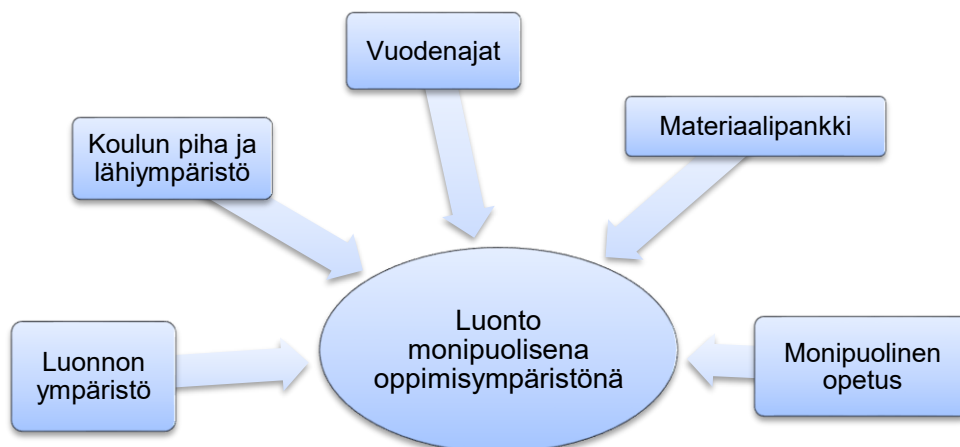 Vuodenajat
Koulun piha ja
lähiympäristö
Materiaalipankki
Luonnon
ympäristö
Luonto
monipuolisena
oppimisympäristönä
Monipuolinen
opetus